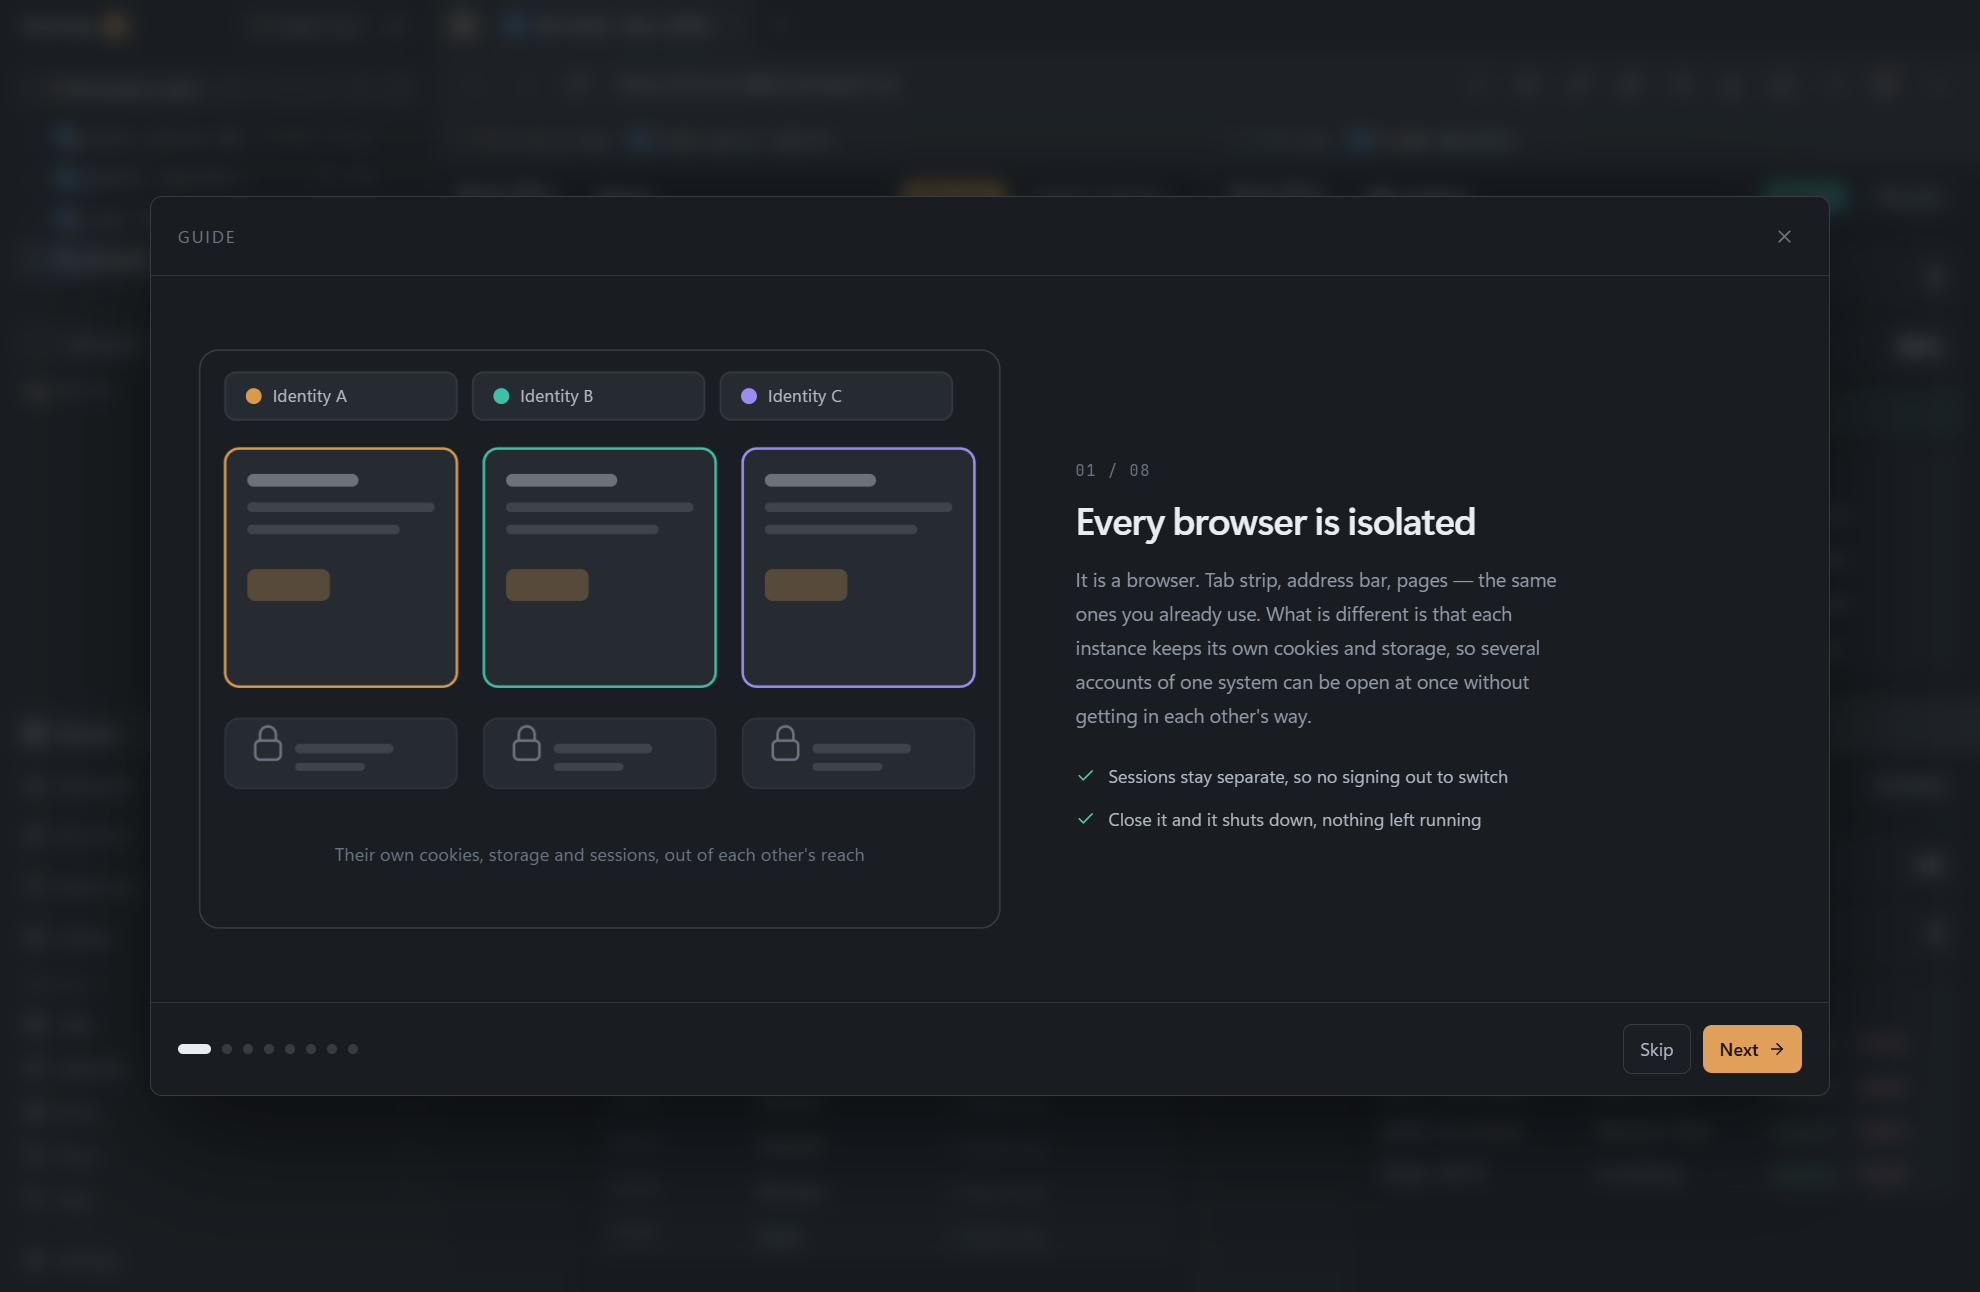 GUIDE
Identity A
Identity B
Identity C
Their own cookies, storage and sessions, out of each other's reach
01 / 08
Every browser is isolated
It is a browser. Tab strip, address bar, pages — the same
ones you already use. What is different is that each
instance keeps its own cookies and storage, so several
accounts of one system can be open at once without
getting in each other's way.
Sessions stay separate, so no signing out to switch
Close it and it shuts down, nothing left running
Skip
Next